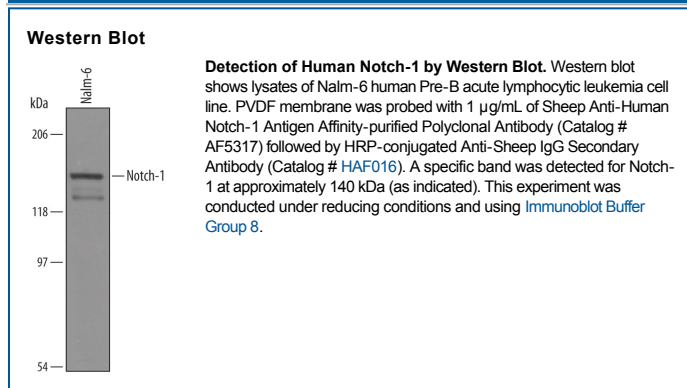 Western Blot
Nalm-6
kDa
206
Notch-1
118
97
54
Detection of Human Notch-1 by Western Blot. Western blot
shows lysates of Nalm-6 human Pre-B acute lymphocytic leukemia cell
line. PVDF membrane was probed with 1 µg/mL of Sheep Anti-Human
Notch-1 Antigen Affinity-purified Polyclonal Antibody (Catalog #
AF5317) followed by HRP-conjugated Anti-Sheep IgG Secondary
Antibody (Catalog # HAF016). A specific band was detected for Notch-
1 at approximately 140 kDa (as indicated). This experiment was
conducted under reducing conditions and using Immunoblot Buffer
Group 8.